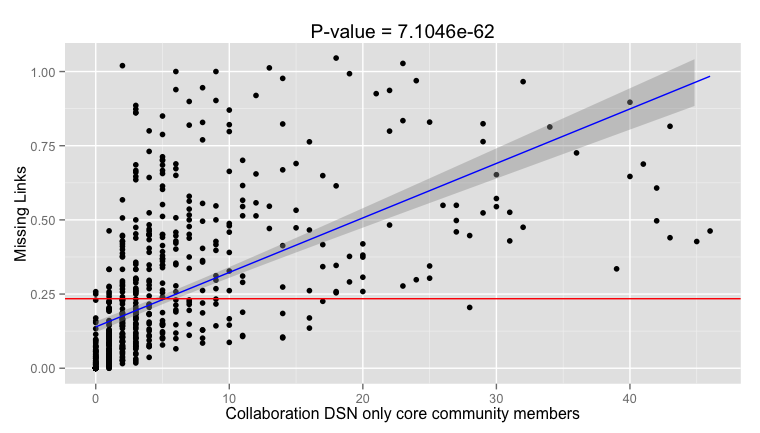 P-value = 7.1046e-62
Missing Links
1.00
0.75
0.50
0.25
0.00
0 10 20 30 40
Collaboration DSN only core community members